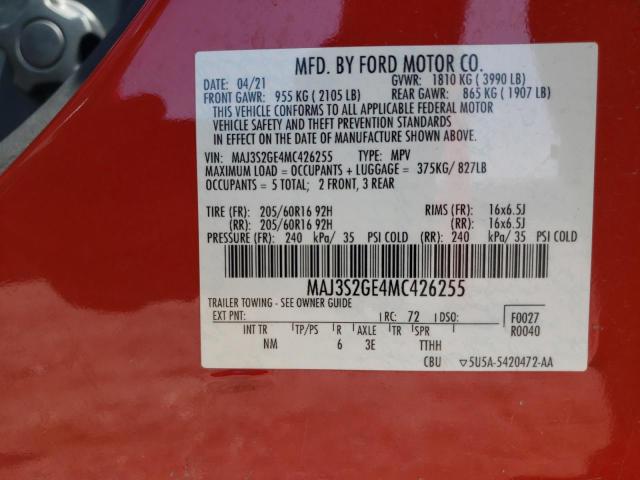 MFD. BY FORD MOTOR CO.
DATE: 04/21 GVWR: 1810 KG ( 3990 LB)
FRONT GAWR: 955 KG ( 2105 LB) REAR GAWR: 865 KG ( 1907 LB)
THIS VEHICLE CONFORMS TO ALL APPLICABLE FEDERAL MOTOR
VEHICLE SAFETY AND THEFT PREVENTION STANDARDS
IN EFFECT ON THE DATE OF MANUFACTURE SHOWN ABOVE.
VIN: MAJ3S2GE4MC426255 TYPE: MPV
MAXIMUM LOAD = OCCUPANTS + LUGGAGE = 375KG/ 827LB
OCCUPANTS = 5 TOTAL; 2 FRONT, 3 REAR
TIRE (FR): 205/60R16 92H RIMS (FR): 16x6.5J
(RR): 205/60R16 92H (RR): 16x6.5J
PRESSURE (FR): 240 kPa/ 35 PSI COLD (RR): 240 kPa/ 35 PSI COLD
MAJ3S2GE4MC426255
TRAILER TOWING - SEE OWNER GUIDE
EXT PNT: RC: 72 DSO: F0027
R0040
INT TR TP/PS R AXLE TR SPR
NM 6 3E TTHH
CBU ▽5U5A-5420472-AA